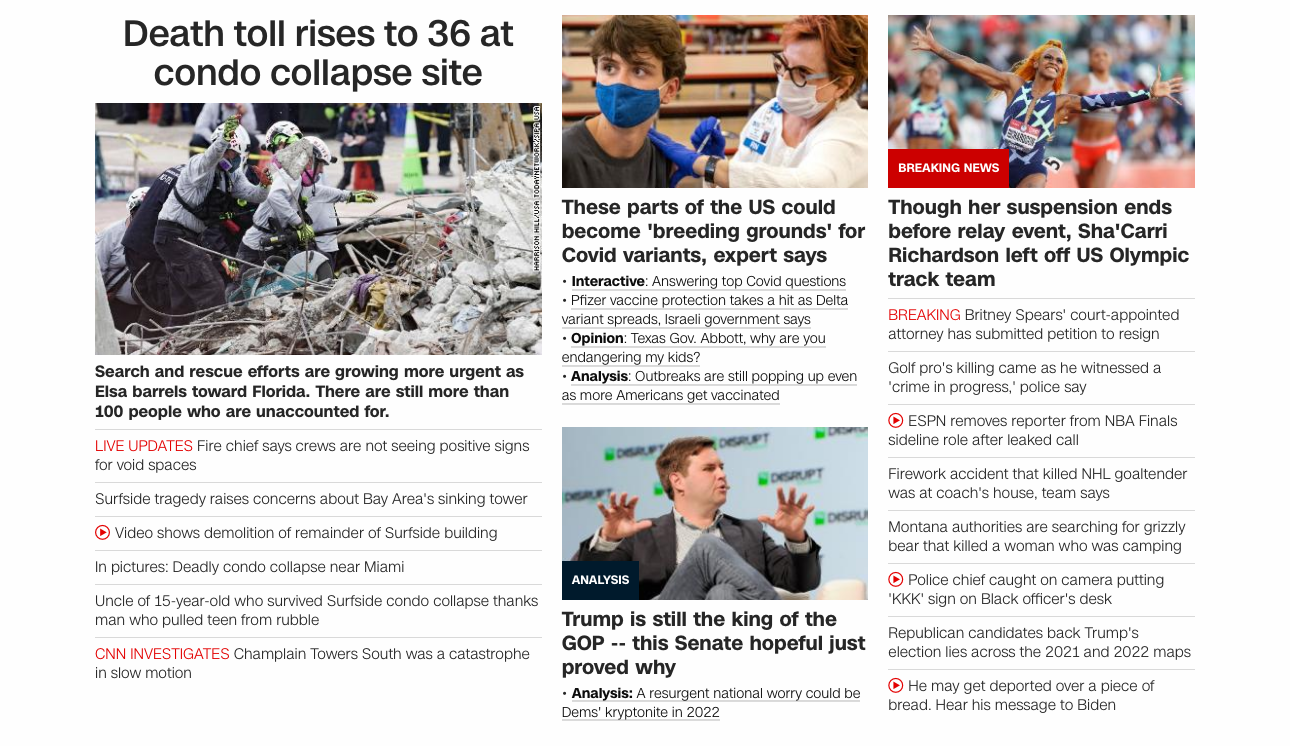 Death toll rises to 36 at
condo collapse site
HARRISON HILL/USA TODAY NETWORK/SIPA USA
Search and rescue efforts are growing more urgent as
Elsa barrels toward Florida. There are still more than
100 people who are unaccounted for.
LIVE UPDATES Fire chief says crews are not seeing positive signs
for void spaces
Surfside tragedy raises concerns about Bay Area's sinking tower
Video shows demolition of remainder of Surfside building
In pictures: Deadly condo collapse near Miami
Uncle of 15-year-old who survived Surfside condo collapse thanks
man who pulled teen from rubble
CNN INVESTIGATES Champlain Towers South was a catastrophe
in slow motion
These parts of the US could
become 'breeding grounds' for
Covid variants, expert says
• Interactive: Answering top Covid questions
• Pfizer vaccine protection takes a hit as Delta
variant spreads, Israeli government says
• Opinion: Texas Gov. Abbott, why are you
endangering my kids?
• Analysis: Outbreaks are still popping up even
as more Americans get vaccinated
DISRUPT
DISRUPT
DISRUPT
ANALYSIS
Trump is still the king of the
GOP -- this Senate hopeful just
proved why
• Analysis: A resurgent national worry could be
Dems' kryptonite in 2022
RICHARDSON
BREAKING NEWS
Though her suspension ends
before relay event, Sha'Carri
Richardson left off US Olympic
track team
BREAKING Britney Spears' court-appointed
attorney has submitted petition to resign
Golf pro's killing came as he witnessed a
'crime in progress,' police say
ESPN removes reporter from NBA Finals
sideline role after leaked call
Firework accident that killed NHL goaltender
was at coach's house, team says
Montana authorities are searching for grizzly
bear that killed a woman who was camping
Police chief caught on camera putting
'KKK' sign on Black officer's desk
Republican candidates back Trump's
election lies across the 2021 and 2022 maps
He may get deported over a piece of
bread. Hear his message to Biden